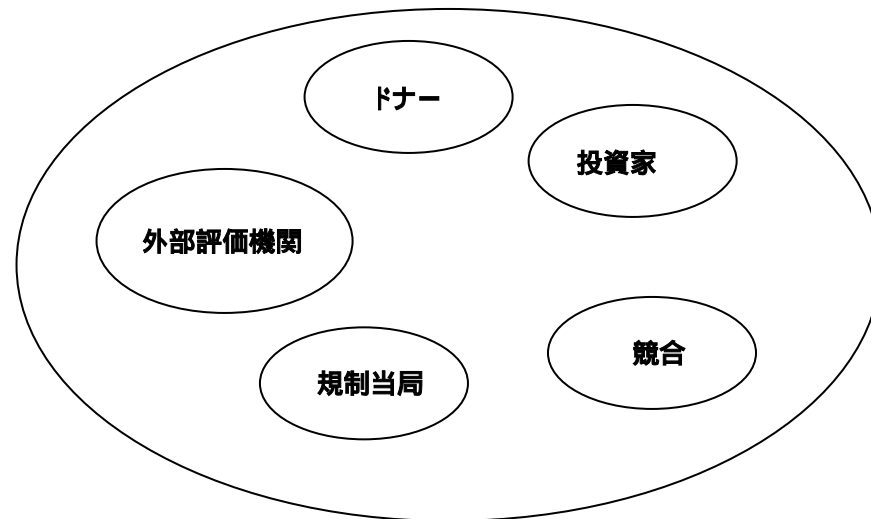 ドナー
投資家
外部評価機関
競合
規制当局